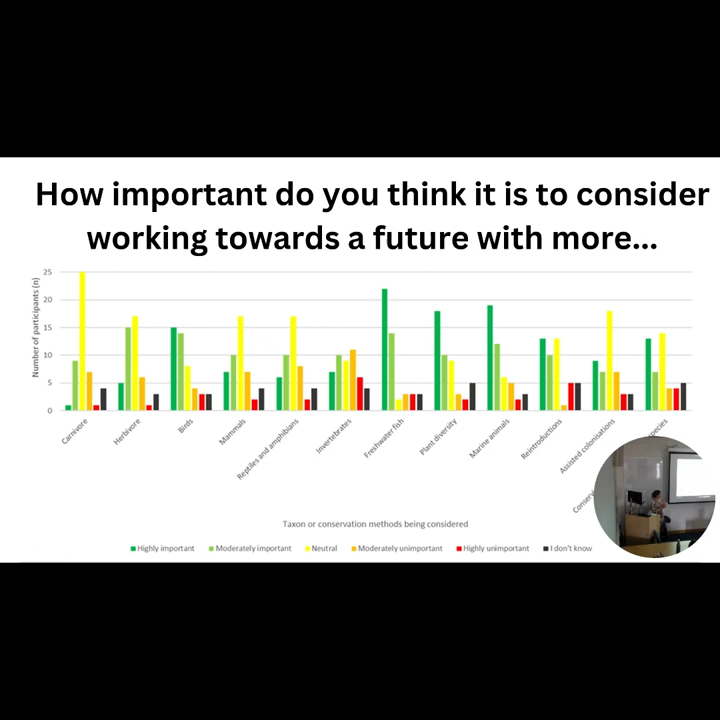 How important do you think it is to consider
working towards a future with more...
Number of participants (n)
25
20
15
10
5
0
Carnivore
Herbivore
Birds
Mammals
Reptiles and amphibians
Invertebrates
Freshwater fish
Plant diversity
Marine animals
Reintroductions
Assisted colonisations
Taxon or conservation methods being considered
Highly important
Moderately important
Neutral
Moderately unimportant
Highly unimportant
I don't know